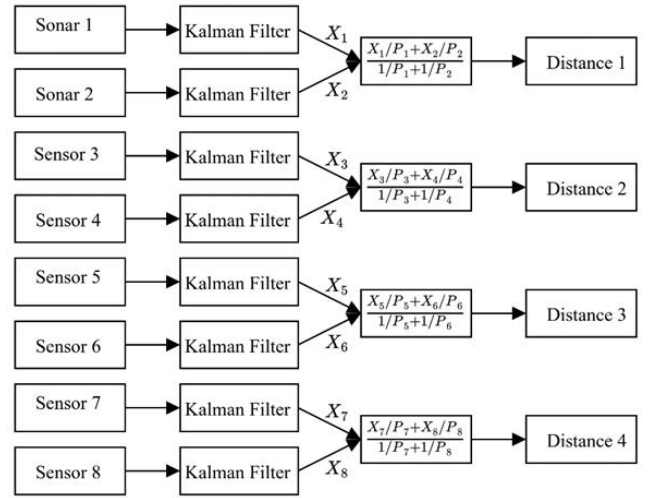 Sonar 1
Kalman Filter
X₁
Sonar 2
Kalman Filter
X₂
X₁/P₁+X₂/P₂
1/P₁+1/P₂
Distance 1
Sensor 3
Kalman Filter
X₃
Sensor 4
Kalman Filter
X₄
X₃/P₃+X₄/P₄
1/P₃+1/P₄
Distance 2
Sensor 5
Kalman Filter
X₅
Sensor 6
Kalman Filter
X₆
X₅/P₅+X₆/P₆
1/P₅+1/P₆
Distance 3
Sensor 7
Kalman Filter
X₇
Sensor 8
Kalman Filter
X₈
X₇/P₇+X₈/P₈
1/P₇+1/P₈
Distance 4